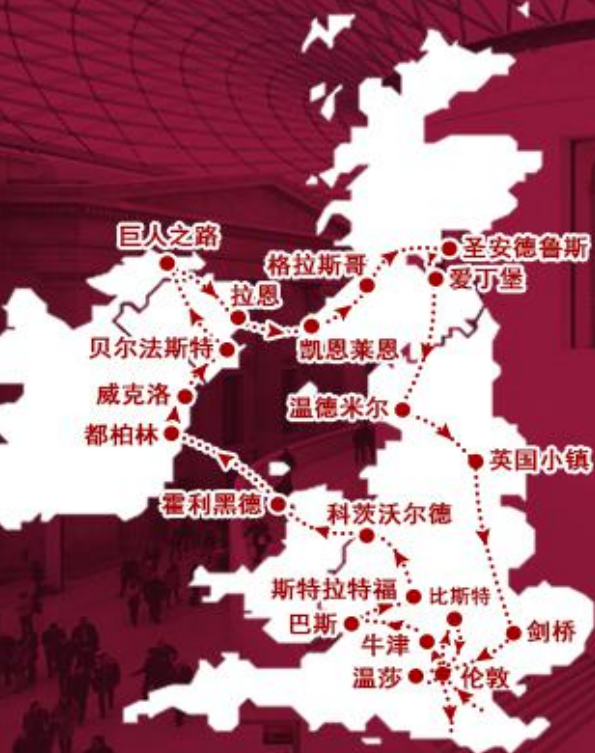 巨人之路
圣安德鲁斯
格拉斯哥
爱丁堡
拉恩
贝尔法斯特
凯恩莱恩
威克洛
温德米尔
都柏林
英国小镇
霍利黑德
科茨沃尔德
斯特拉特福
比斯特
巴斯
剑桥
牛津
温莎
伦敦